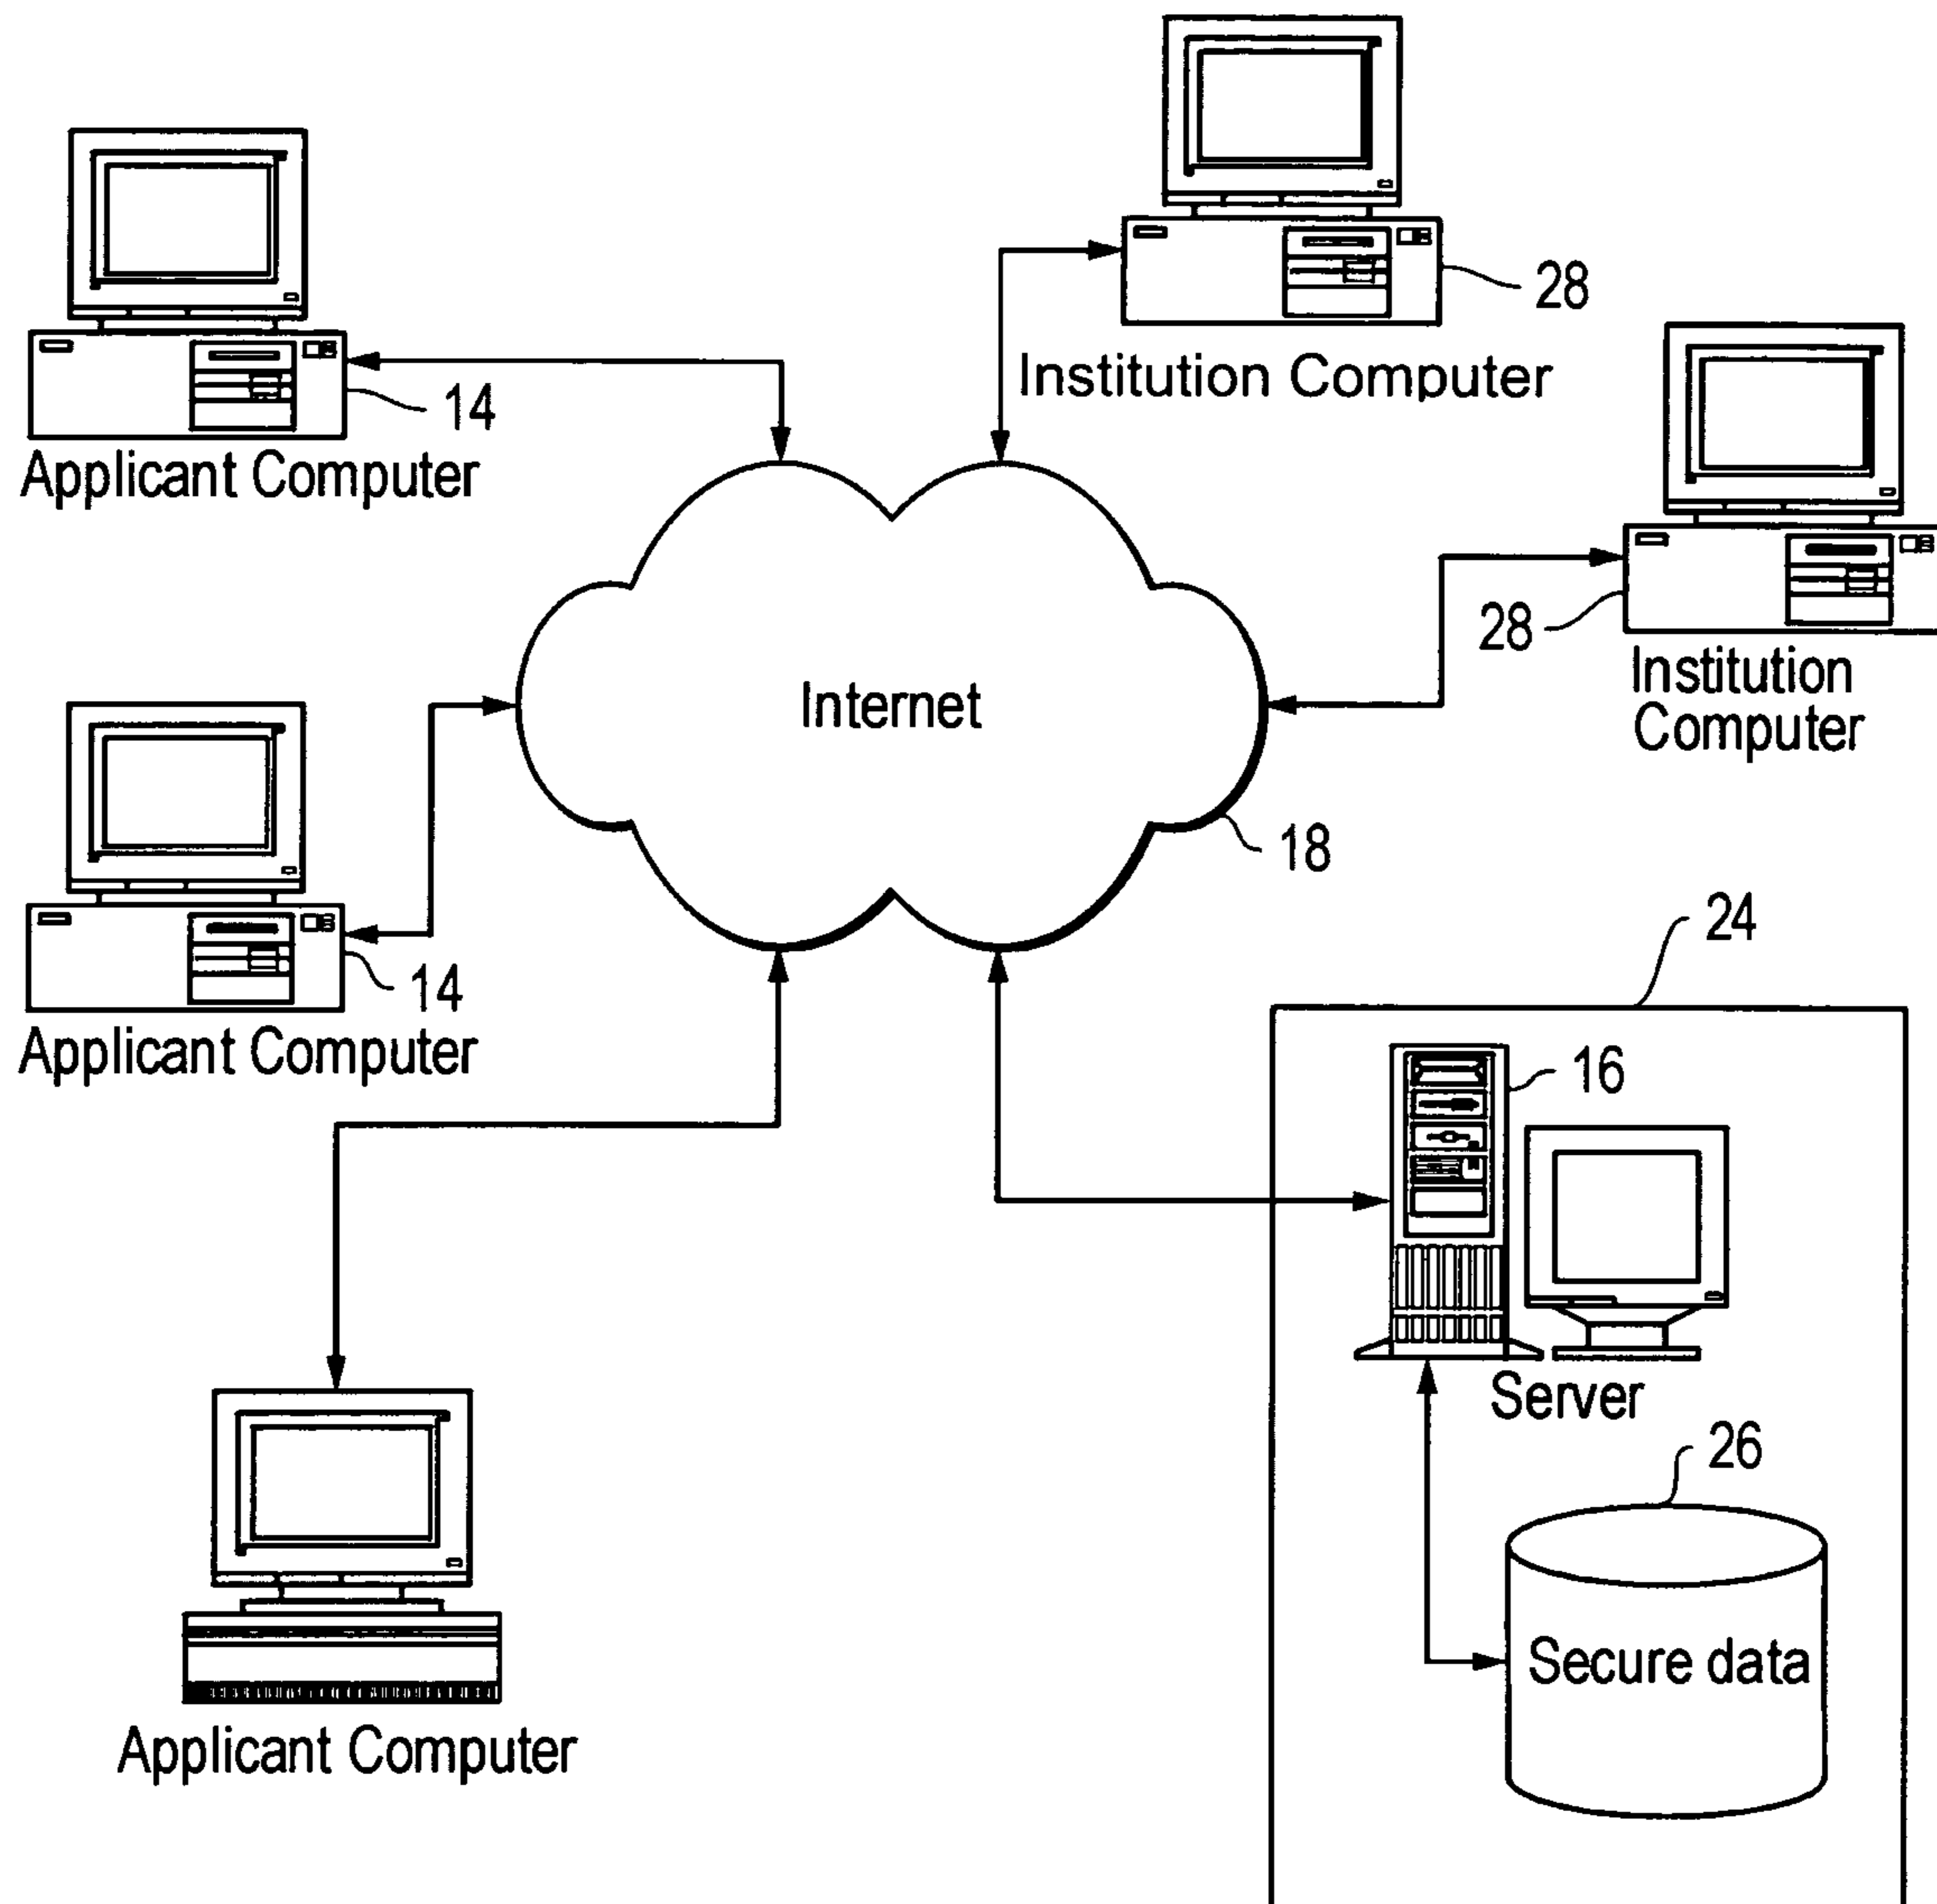 28
Institution Computer
14
Applicant Computer
28
Institution
Computer
Internet
18
14
Applicant Computer
24
16
Server
26
Secure data
Applicant Computer